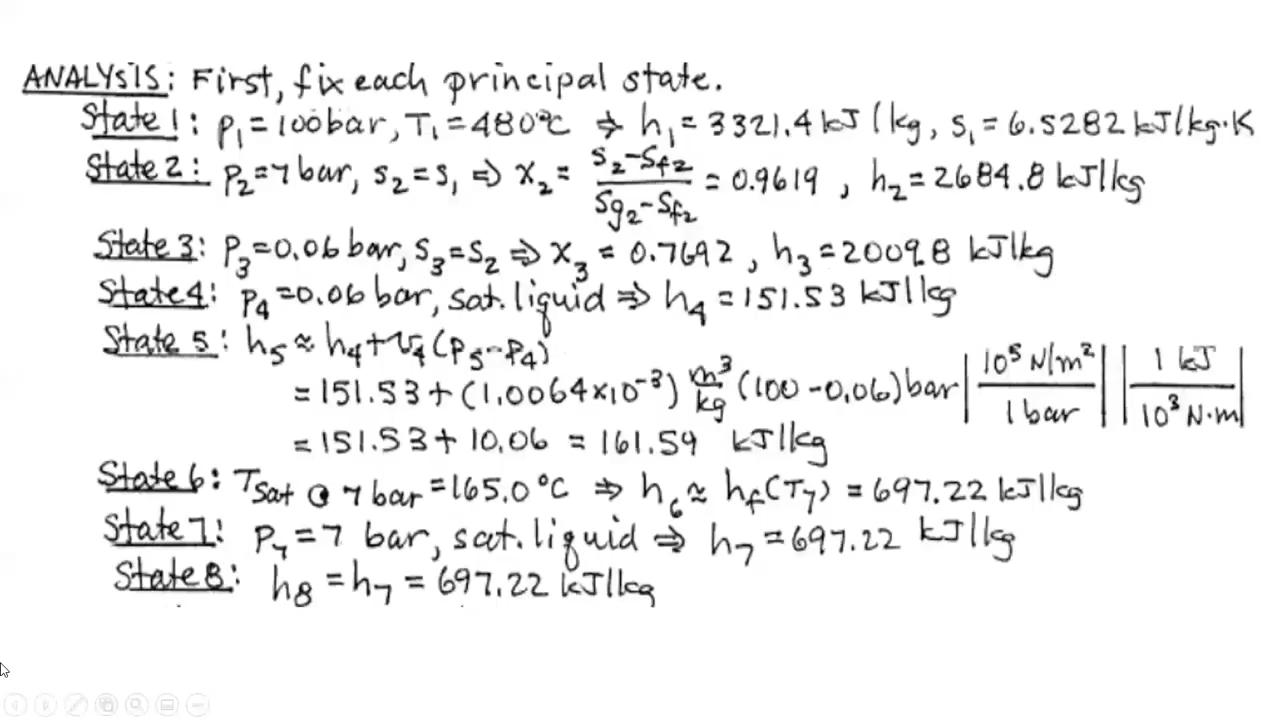 ANALYSIS: First, fix each principal state.
State 1: p₁ = 100 bar, T₁ = 480°C ⇒ h₁ = 3321.4 kJ/kg, s₁ = 6.5282 kJ/kg·K
State 2: p₂ = 7 bar, s₂ = s₁ ⇒ x₂ = (s₂ - sf₂)/(sg₂ - sf₂) = 0.9619, h₂ = 2684.8 kJ/kg
State 3: p₃ = 0.06 bar, s₃ = s₂ ⇒ x₃ = 0.7692, h₃ = 2009.8 kJ/kg
State 4: p₄ = 0.06 bar, sat. liquid ⇒ h₄ = 151.53 kJ/kg
State 5: h₅ ≈ h₄ + v₄(p₅ - p₄)
= 151.53 + (1.0064×10⁻³) m³/kg (100 - 0.06) bar |10⁵ N/m²/1 bar| |1 kJ/10³ N·m|
= 151.53 + 10.06 = 161.59 kJ/kg
State 6: Tsat @ 7 bar = 165.0°C ⇒ h₆ ≈ hf(T₇) = 697.22 kJ/kg
State 7: p₇ = 7 bar, sat. liquid ⇒ h₇ = 697.22 kJ/kg
State 8: h₈ = h₇ = 697.22 kJ/kg